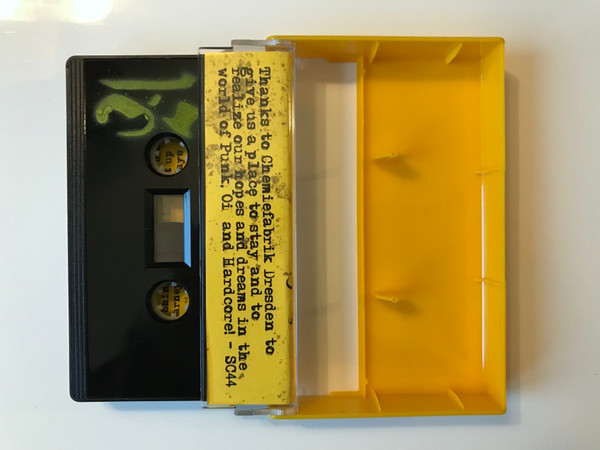 Thanks to Chemiefabrik Dresden to
give us a place to stay and to
realize our hopes and dreams in the
world of Punk, Oi and Hardcore! - SC44